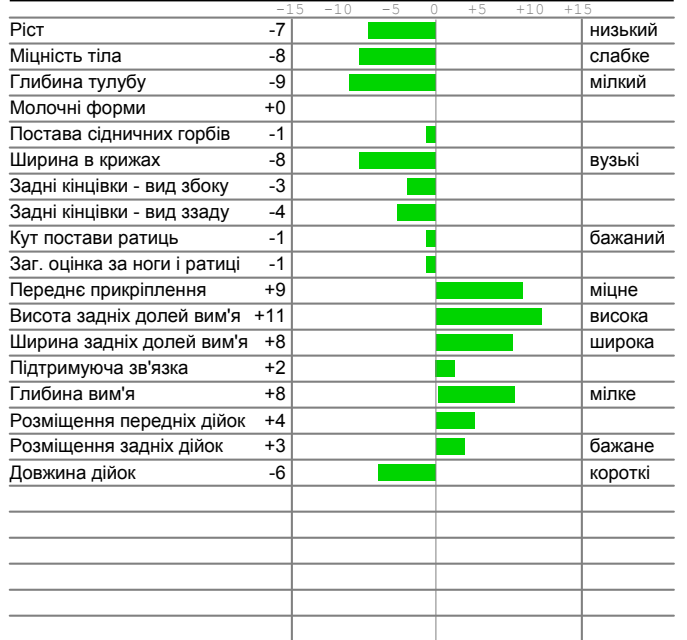 -15 -10 -5 0 +5 +10 +15
Ріст -7 низький
Міцність тіла -8 слабке
Глибина тулубу -9 мілкий
Молочні форми +0
Постава сідничних горбів -1
Ширина в крижах -8 вузькі
Задні кінцівки - вид збоку -3
Задні кінцівки - вид ззаду -4
Кут постави ратиць -1 бажаний
Заг. оцінка за ноги і ратиці -1
Переднє прикріплення +9 міцне
Висота задніх долей вим'я +11 висока
Ширина задніх долей вим'я +8 широка
Підтримуюча зв'язка +2
Глибина вим'я +8 мілке
Розміщення передніх дійок +4
Розміщення задніх дійок +3 бажане
Довжина дійок -6 короткі